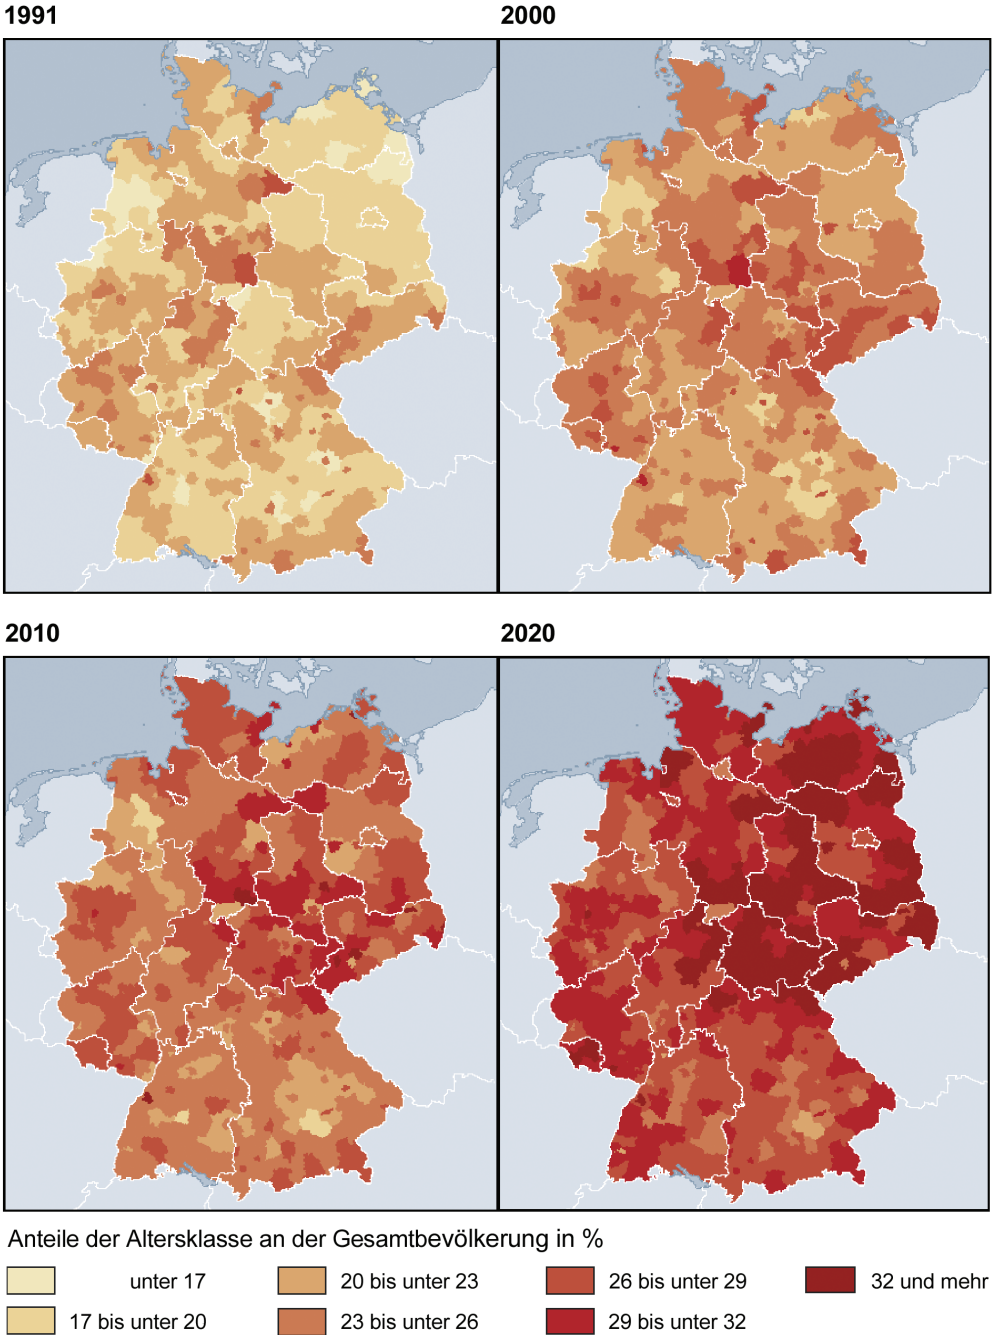 1991
2000
2010
2020
Anteile der Altersklasse an der Gesamtbevölkerung in %
unter 17
20 bis unter 23
26 bis unter 29
32 und mehr
17 bis unter 20
23 bis unter 26
29 bis unter 32